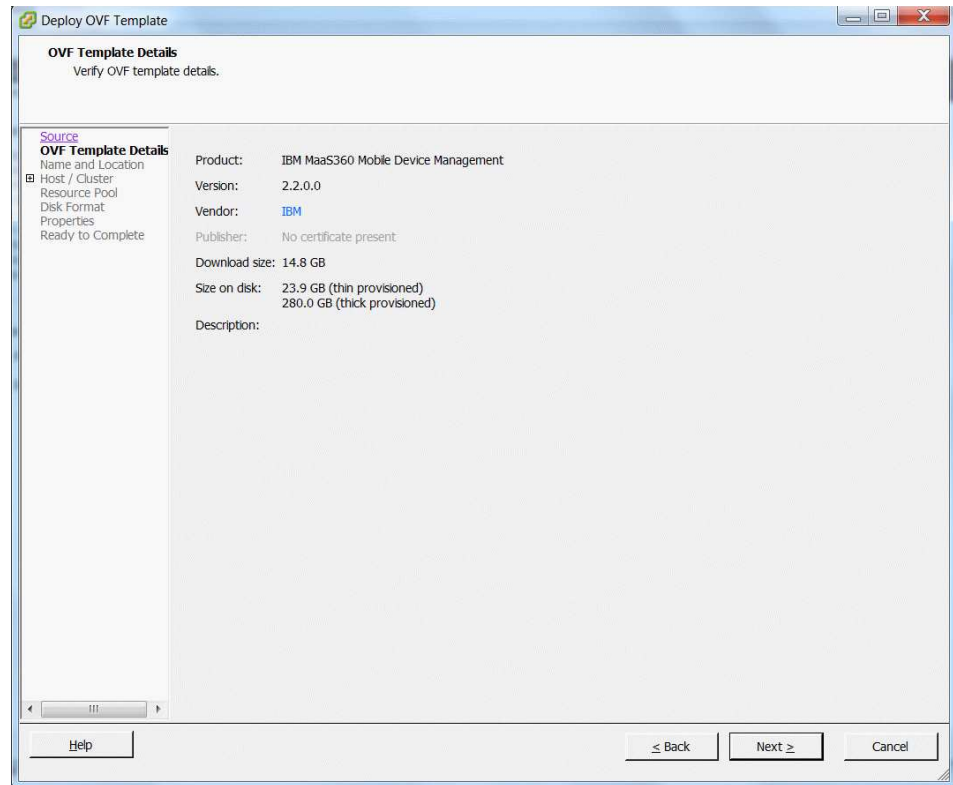 Deploy OVF Template
OVF Template Details
Verify OVF template details.
Source
OVF Template Details
Name and Location
Host / Cluster
Resource Pool
Disk Format
Properties
Ready to Complete
Product: IBM MaaS360 Mobile Device Management
Version: 2.2.0.0
Vendor: IBM
Publisher: No certificate present
Download size: 14.8 GB
Size on disk: 23.9 GB (thin provisioned)
280.0 GB (thick provisioned)
Description:
Help
≤ Back
Next ≥
Cancel